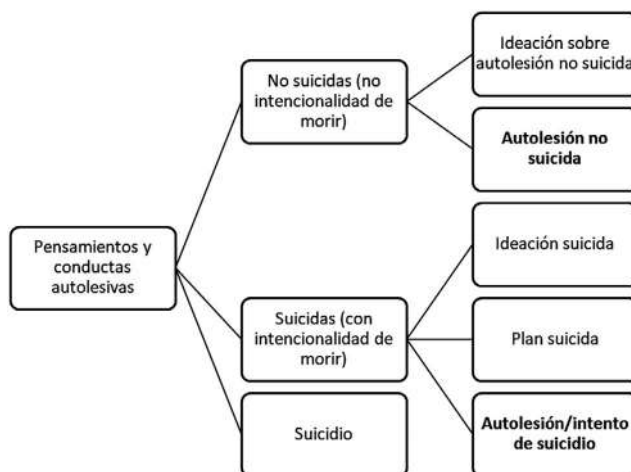 Pensamientos y
conductas
autolesivas
No suicidas (no
intencionalidad de
morir)
Ideación sobre
autolesión no suicida
Autolesión no
suicida
Suicidas (con
intencionalidad de
morir)
Ideación suicida
Plan suicida
Autolesión/intento
de suicidio
Suicidio